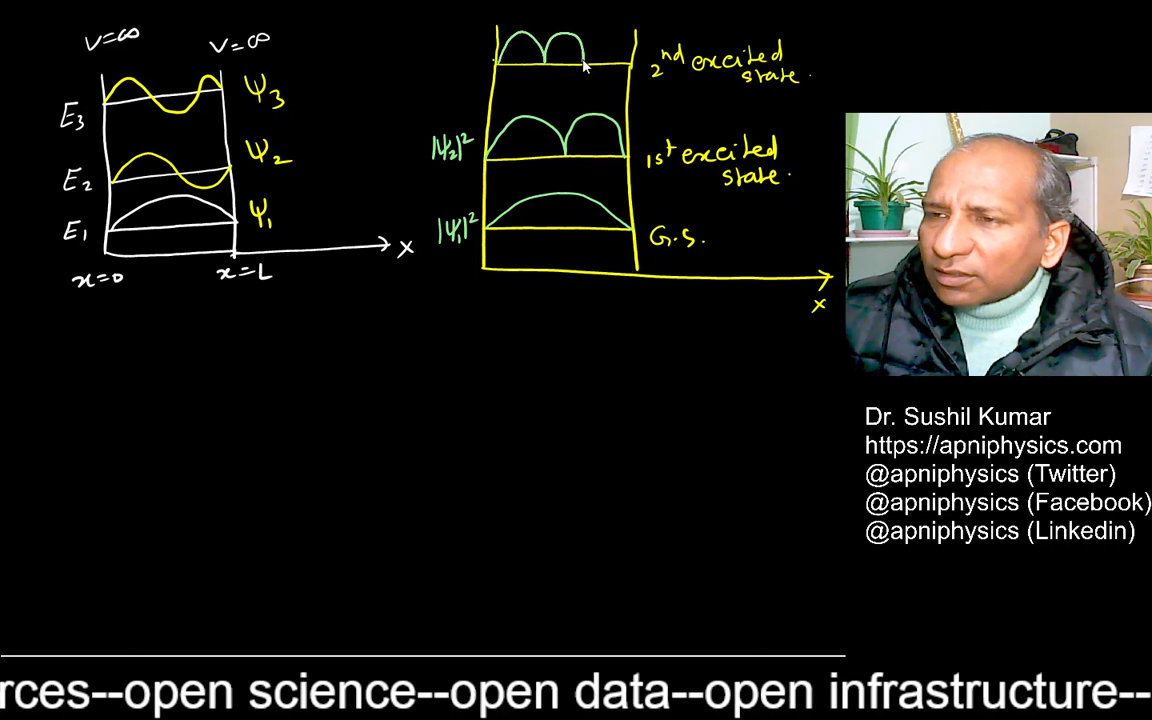 V=∞
V=∞
E3
Ψ3
E2
Ψ2
E1
Ψ1
x=0
x=L
x
2nd excited
state.
|Ψ2|²
1st excited
state.
|Ψ1|²
G.S.
x
Dr. Sushil Kumar
https://apniphysics.com
@apniphysics (Twitter)
@apniphysics (Facebook)
@apniphysics (Linkedin)
rces--open science--open data--open infrastructure--